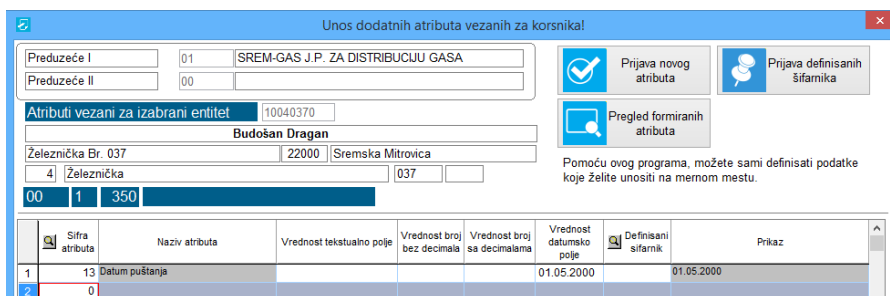 Unos dodatnih atributa vezanih za korsnika!
Preduzeće I 01 SREM-GAS J.P. ZA DISTRIBUCIJU GASA
Preduzeće II 00
Prijava novog atributa
Prijava definisanih šifarnika
Atributi vezani za izabrani entitet 10040370
Pregled formiranih atributa
Budošan Dragan
Železnička Br. 037 22000 Sremska Mitrovica
4 Železnička 037
00 1 350
Pomoću ovog programa, možete sami definisati podatke
koje želite unositi na mernom mestu.
Sifra atributa Naziv atributa Vrednost tekstualno polje Vrednost broj bez decimala Vrednost broj sa decimalama Vrednost datumsko polje Definisani sifarnik Prikaz
1 13 Datum puštanja 01.05.2000 01.05.2000
2 0